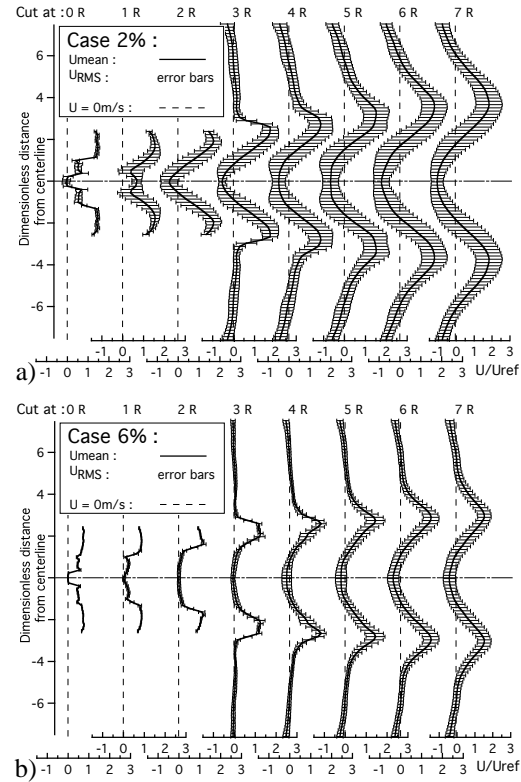 Cut at : 0 R 1 R 2 R 3 R 4 R 5 R 6 R 7 R
Case 2% :
Umean :
URMS : error bars
U = 0m/s :
Dimensionless distance
from centerline
6
4
2
0
-2
-4
-6
-1 0 1 2 -1 0 1 2 -1 0 1 2 -1 0 1 2 3
-1 0 1 2 3 -1 0 1 2 3 -1 0 1 2 3 -1 0 1 2 3
U/Uref
a)
Cut at : 0 R 1 R 2 R 3 R 4 R 5 R 6 R 7 R
Case 6% :
Umean :
URMS : error bars
U = 0m/s :
Dimensionless distance
from centerline
6
4
2
0
-2
-4
-6
-1 0 1 2 -1 0 1 2 -1 0 1 2 -1 0 1 2 3
-1 0 1 2 3 -1 0 1 2 3 -1 0 1 2 3 -1 0 1 2 3
U/Uref
b)